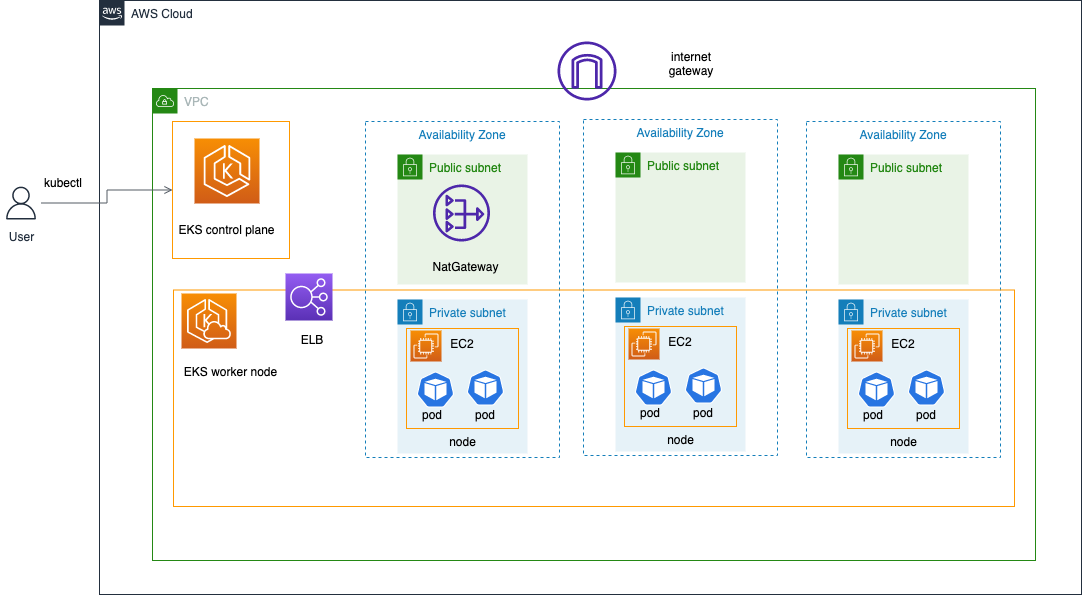 aws
AWS Cloud
internet
gateway
VPC
Availability Zone
Availability Zone
Availability Zone
Public subnet
Public subnet
Public subnet
K
kubectl
User
EKS control plane
NatGateway
K
ELB
EKS worker node
Private subnet
Private subnet
Private subnet
EC2
EC2
EC2
pod
pod
pod
pod
pod
pod
node
node
node